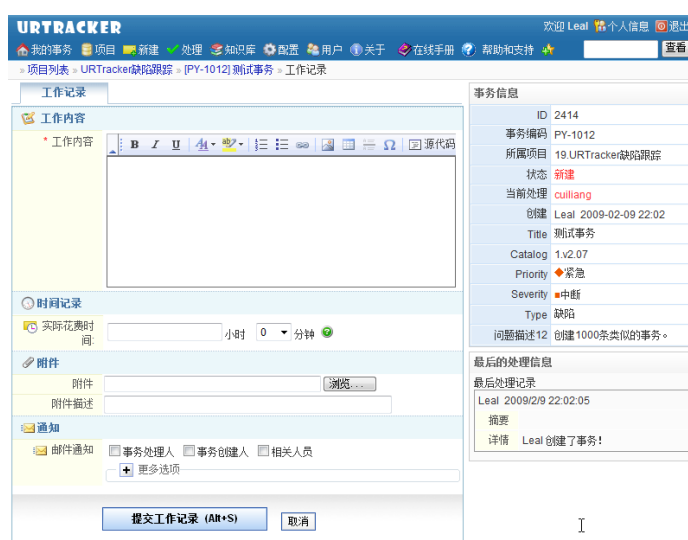 URTRACKER
欢迎 Leal 个人信息 退出
我的事务 项目 新建 处理 知识库 配置 用户 关于 在线手册 帮助和支持 查看
» 项目列表 » URTracker缺陷跟踪 » [PY-1012] 测试事务 » 工作记录
工作记录
工作内容
* 工作内容
B I U 源代码
时间记录
实际花费时间:
小时 0 分钟
附件
附件 浏览...
附件描述
通知
邮件通知 事务处理人 事务创建人 相关人员
更多选项
提交工作记录 (Alt+S) 取消
事务信息
ID 2414
事务编码 PY-1012
所属项目 19.URTracker缺陷跟踪
状态 新建
当前处理 cuiliang
创建 Leal 2009-02-09 22:02
Title 测试事务
Catalog 1.v2.07
Priority 紧急
Severity 中断
Type 缺陷
问题描述12 创建1000条类似的事务。
最后的处理信息
最后处理记录
Leal 2009/2/9 22:02:05
摘要
详情 Leal 创建了事务!